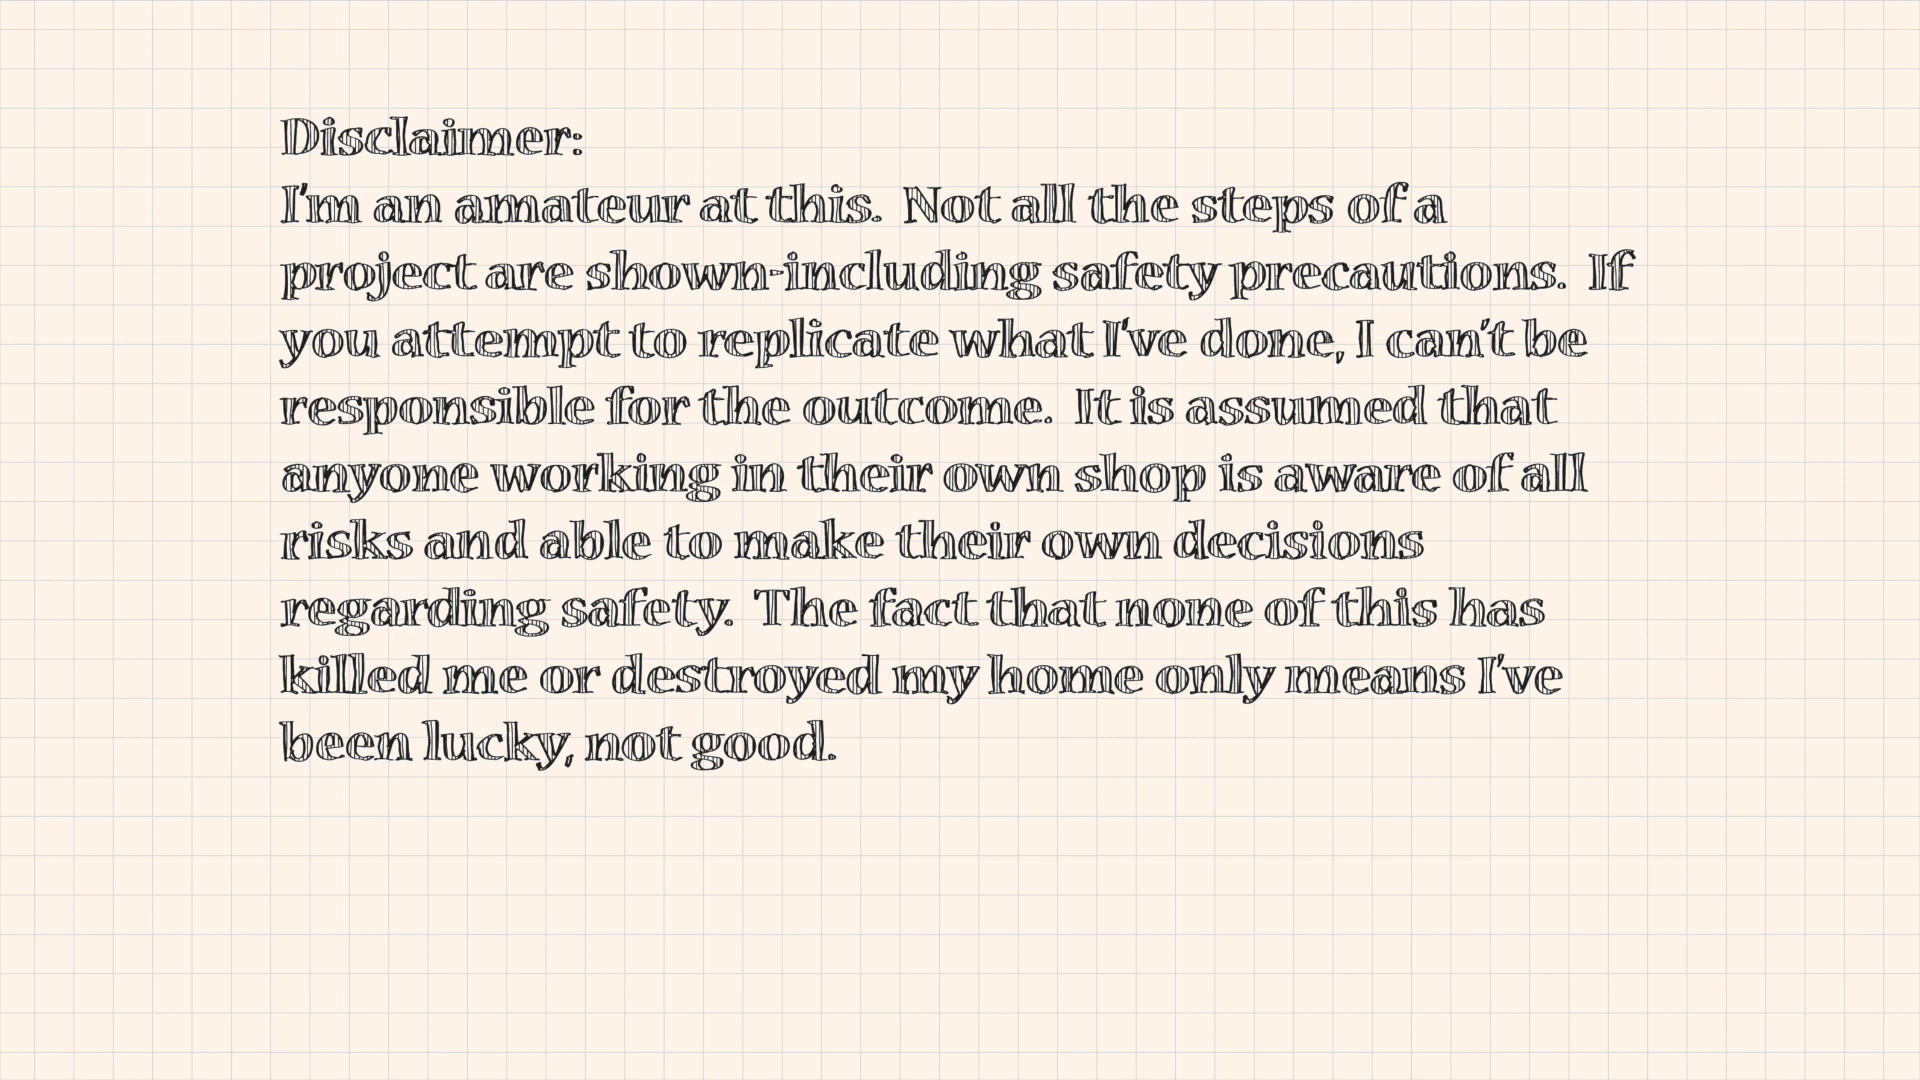 Disclaimer:
I'm an amateur at this.  Not all the steps of a
project are shown-including safety precautions.  If
you attempt to replicate what I've done, I can't be
responsible for the outcome.  It is assumed that
anyone working in their own shop is aware of all
risks and able to make their own decisions
regarding safety.  The fact that none of this has
killed me or destroyed my home only means I've
been lucky, not good.